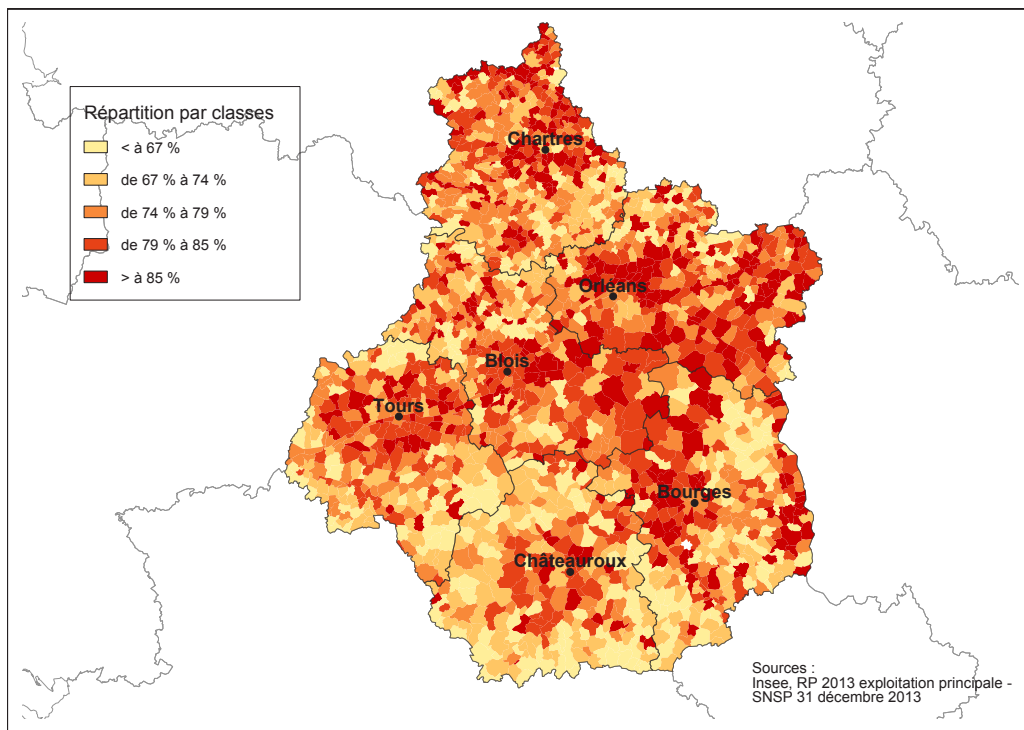 Répartition par classes
< à 67 %
de 67 % à 74 %
de 74 % à 79 %
de 79 % à 85 %
> à 85 %
Chartres
Orléans
Blois
Tours
Bourges
Châteauroux
Sources :
Insee, RP 2013 exploitation principale -
SNSP 31 décembre 2013